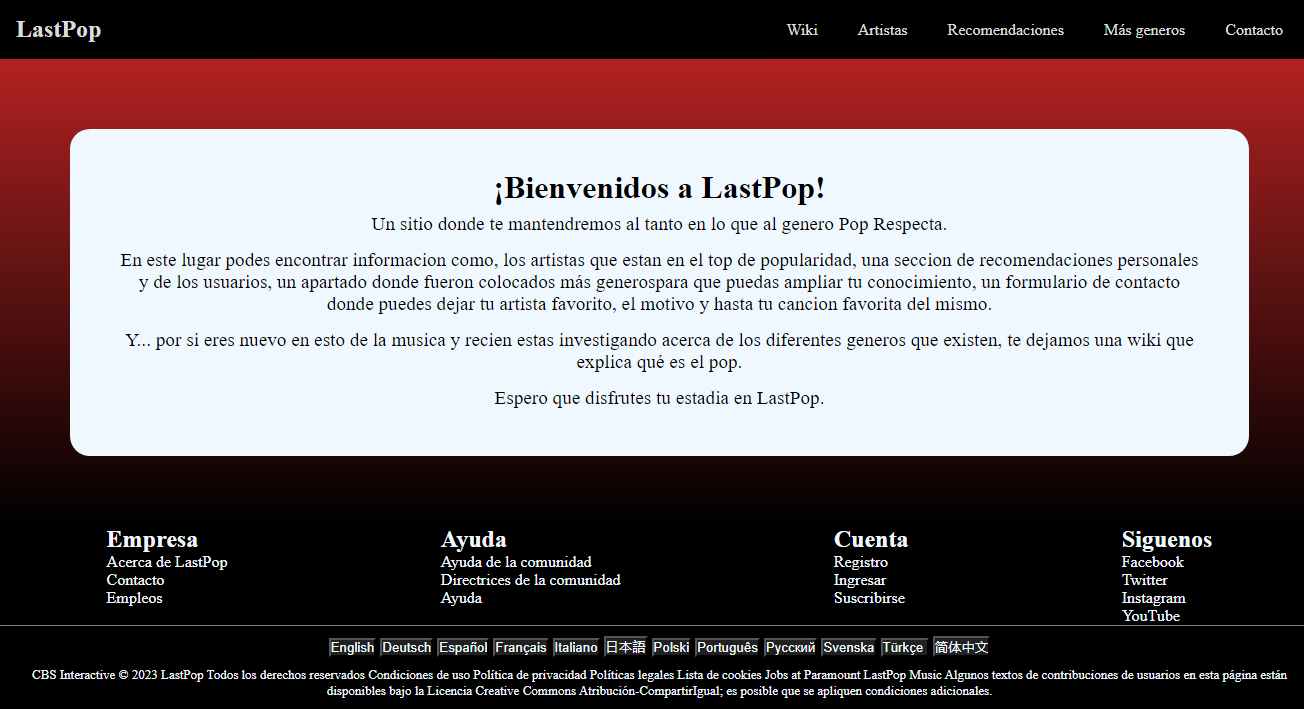 LastPop
Wiki Artistas Recomendaciones Más generos Contacto
¡Bienvenidos a LastPop!
Un sitio donde te mantendremos al tanto en lo que al genero Pop Respecta.
En este lugar podes encontrar informacion como, los artistas que estan en el top de popularidad, una seccion de recomendaciones personales
y de los usuarios, un apartado donde fueron colocados más generospara que puedas ampliar tu conocimiento, un formulario de contacto
donde puedes dejar tu artista favorito, el motivo y hasta tu cancion favorita del mismo.
Y... por si eres nuevo en esto de la musica y recien estas investigando acerca de los diferentes generos que existen, te dejamos una wiki que
explica qué es el pop.
Espero que disfrutes tu estadia en LastPop.
Empresa
Acerca de LastPop
Contacto
Empleos
Ayuda
Ayuda de la comunidad
Directrices de la comunidad
Ayuda
Cuenta
Registro
Ingresar
Suscribirse
Siguenos
Facebook
Twitter
Instagram
YouTube
English Deutsch Español Français Italiano 日本語 Polski Português Русский Svenska Türkçe 简体中文
CBS Interactive © 2023 LastPop Todos los derechos reservados Condiciones de uso Política de privacidad Políticas legales Lista de cookies Jobs at Paramount LastPop Music Algunos textos de contribuciones de usuarios en esta página están
disponibles bajo la Licencia Creative Commons Atribución-CompartirIgual; es posible que se apliquen condiciones adicionales.